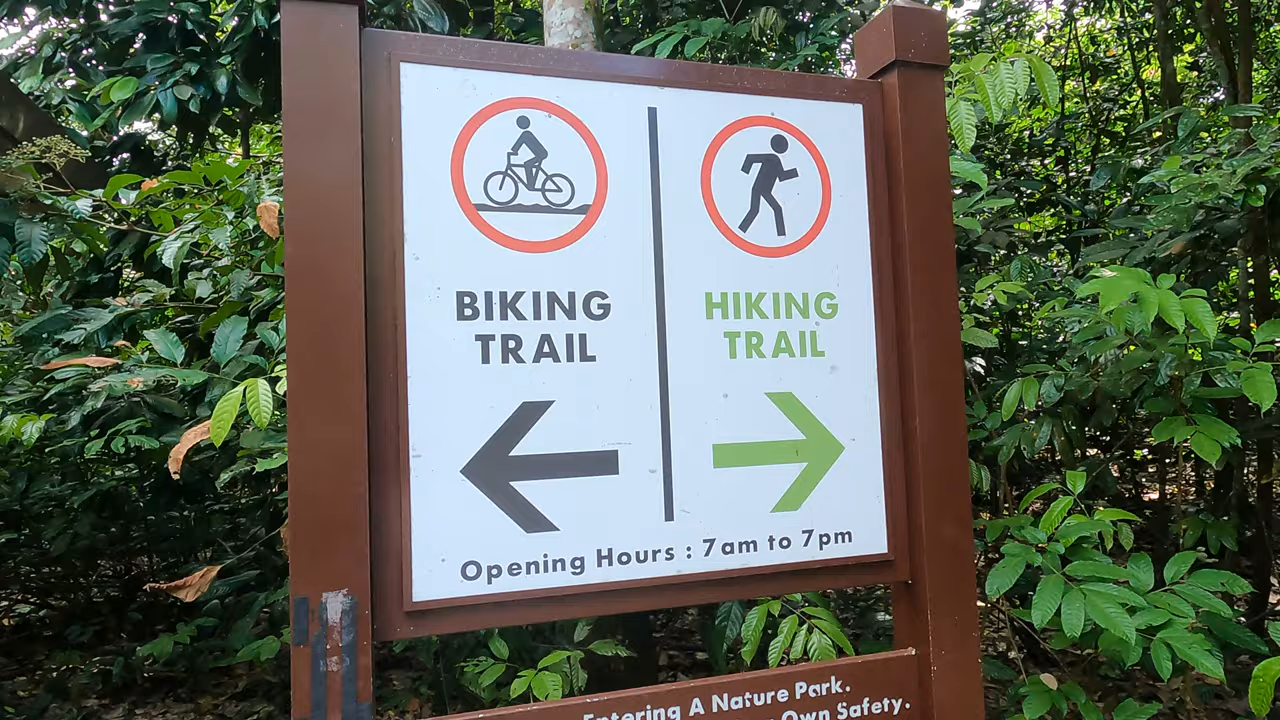 BIKING
TRAIL
HIKING
TRAIL
Opening Hours : 7am to 7pm
Entering A Nature Park.
Own Safety.